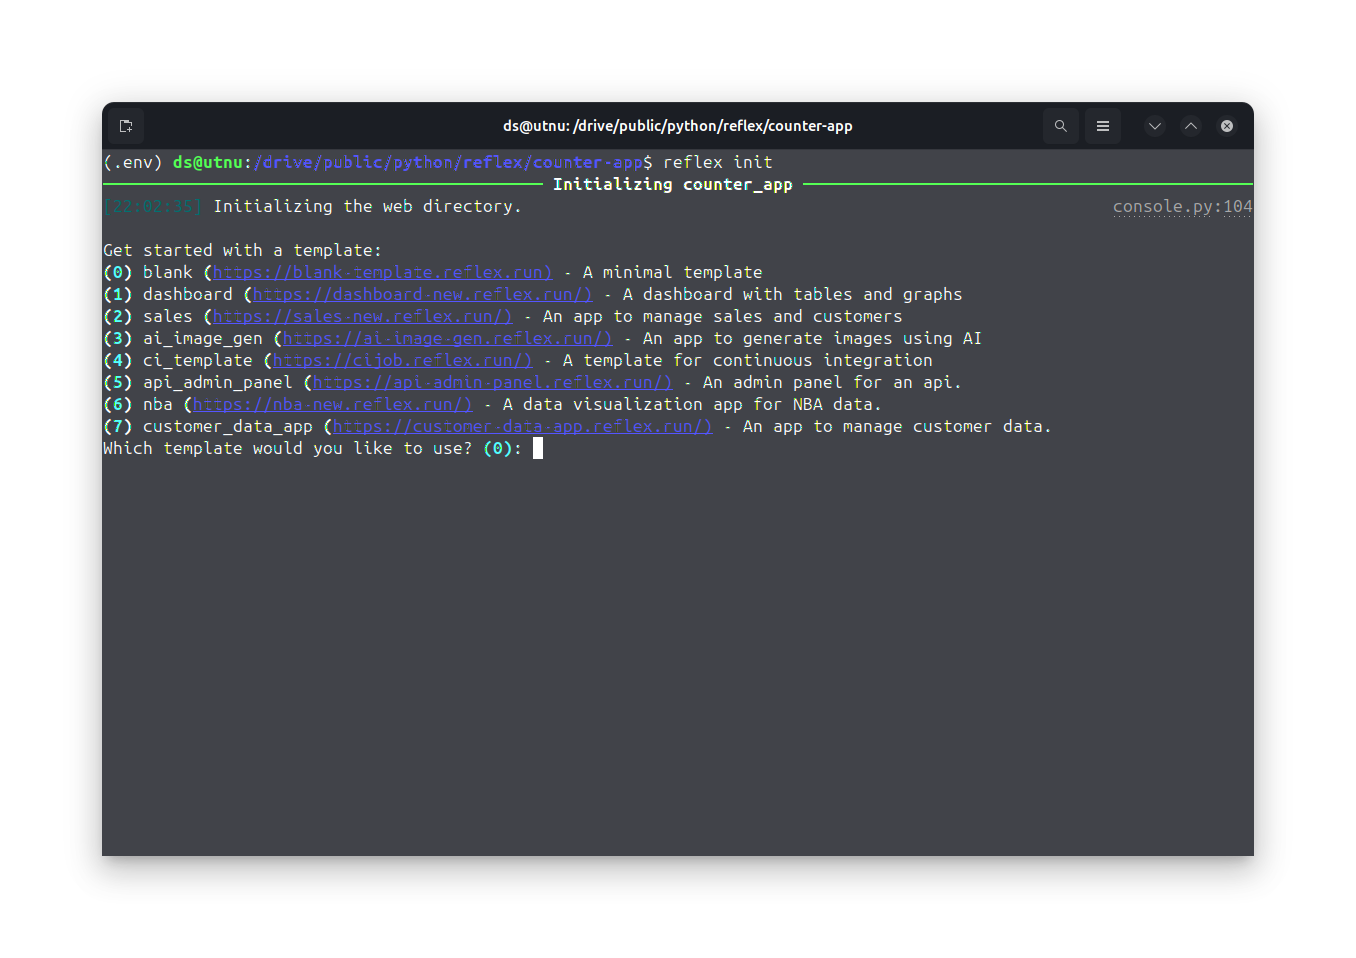 ds@utnu: /drive/public/python/reflex/counter-app
(.env) ds@utnu:/drive/public/python/reflex/counter-app$ reflex init
Initializing counter_app
[22:02:35] Initializing the web directory. console.py:104
Get started with a template:
(0) blank (https://blank-template.reflex.run) - A minimal template
(1) dashboard (https://dashboard-new.reflex.run/) - A dashboard with tables and graphs
(2) sales (https://sales-new.reflex.run/) - An app to manage sales and customers
(3) ai_image_gen (https://ai-image-gen.reflex.run/) - An app to generate images using AI
(4) ci_template (https://cijob.reflex.run/) - A template for continuous integration
(5) api_admin_panel (https://api-admin-panel.reflex.run/) - An admin panel for an api.
(6) nba (https://nba-new.reflex.run/) - A data visualization app for NBA data.
(7) customer_data_app (https://customer-data-app.reflex.run/) - An app to manage customer data.
Which template would you like to use? (0):